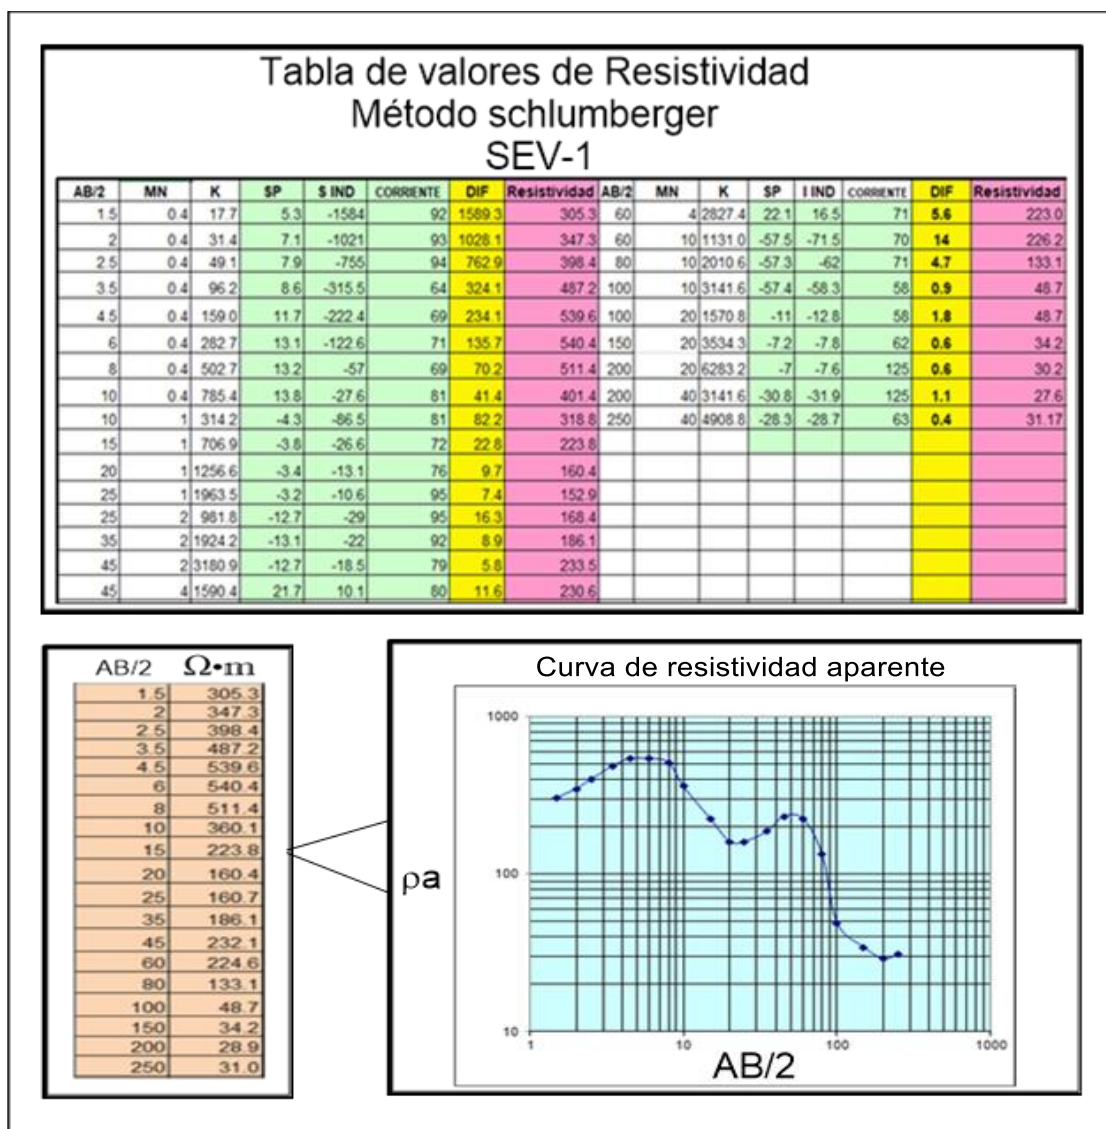 Tabla de valores de Resistividad
Método schlumberger
SEV-1
AB/2 MN K SP S IND CORRIENTE DIF Resistividad AB/2 MN K SP I IND CORRIENTE DIF Resistividad
1.5 0.4 17.7 5.3 -1584 92 1589.3 305.3 60 4 2827.4 22.1 16.5 71 5.6 223.0
2 0.4 31.4 7.1 -1021 93 1028.1 347.3 60 10 1131.0 -57.5 -71.5 70 14 226.2
2.5 0.4 49.1 7.9 -755 94 762.9 398.4 80 10 2010.6 -57.3 -62 71 4.7 133.1
3.5 0.4 96.2 8.6 -315.5 64 324.1 487.2 100 10 3141.6 -57.4 -58.3 58 0.9 48.7
4.5 0.4 159.0 11.7 -222.4 69 234.1 539.6 100 20 1570.8 -11 -12.8 58 1.8 48.7
6 0.4 282.7 13.1 -122.6 71 135.7 540.4 150 20 3534.3 -7.2 -7.8 62 0.6 34.2
8 0.4 502.7 13.2 -57 69 70.2 511.4 200 20 6283.2 -7 -7.6 125 0.6 30.2
10 0.4 785.4 13.8 -27.6 81 41.4 401.4 200 40 3141.6 -30.8 -31.9 125 1.1 27.6
10 1 314.2 -4.3 -86.5 81 82.2 318.8 250 40 4908.8 -28.3 -28.7 63 0.4 31.17
15 1 706.9 -3.8 -26.6 72 22.8 223.8
20 1 1256.6 -3.4 -13.1 76 9.7 160.4
25 1 1963.5 -3.2 -10.6 95 7.4 152.9
25 2 981.8 -12.7 -29 95 16.3 168.4
35 2 1924.2 -13.1 -22 92 8.9 186.1
45 2 3180.9 -12.7 -18.5 79 5.8 233.5
45 4 1590.4 21.7 10.1 80 11.6 230.6
AB/2 Ω•m
1.5 305.3
2 347.3
2.5 398.4
3.5 487.2
4.5 539.6
6 540.4
8 511.4
10 360.1
15 223.8
20 160.4
25 160.7
35 186.1
45 232.1
60 224.6
80 133.1
100 48.7
150 34.2
200 28.9
250 31.0
Curva de resistividad aparente
1000
100
ρa
10
1 10 100 1000
AB/2